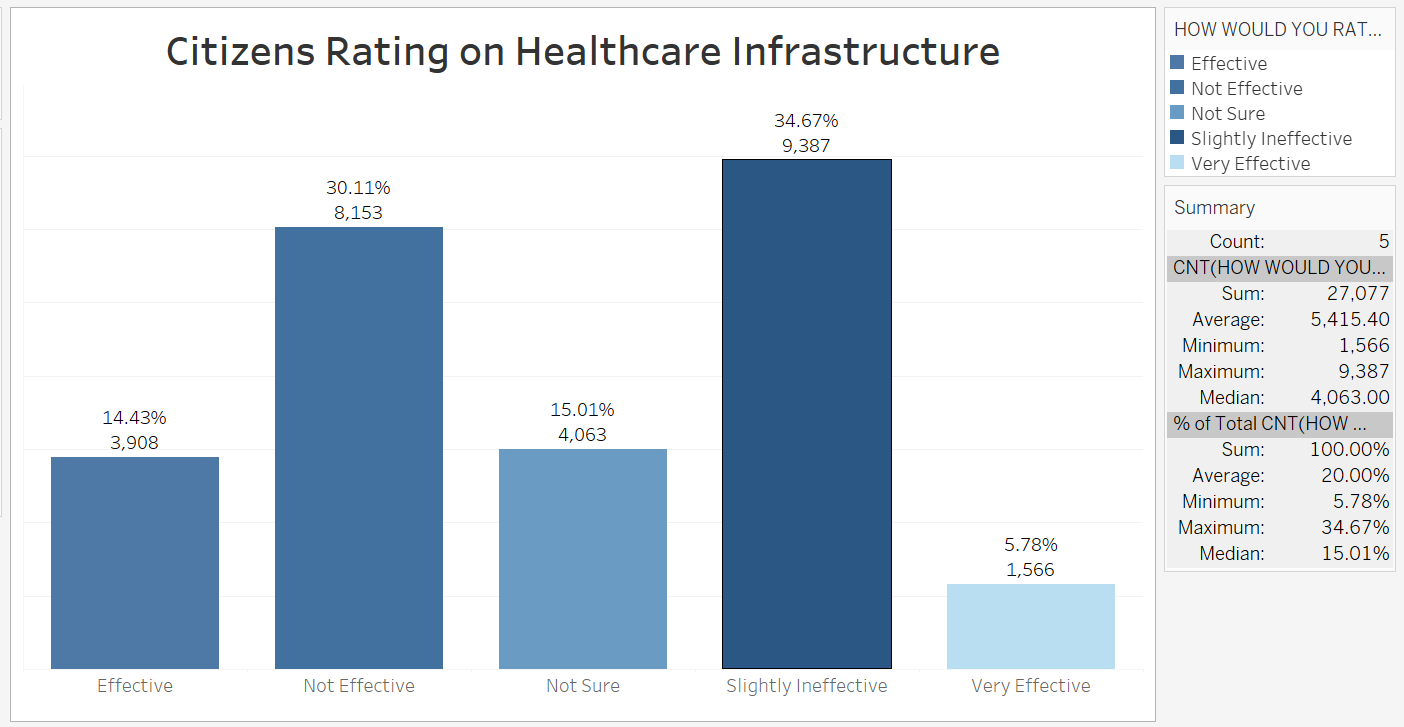 Citizens Rating on Healthcare Infrastructure
34.67%
9,387
30.11%
8,153
15.01%
4,063
14.43%
3,908
5.78%
1,566
Effective
Not Effective
Not Sure
Slightly Ineffective
Very Effective
HOW WOULD YOU RAT...
Effective
Not Effective
Not Sure
Slightly Ineffective
Very Effective
Summary
Count: 5
CNT(HOW WOULD YOU...
Sum: 27,077
Average: 5,415.40
Minimum: 1,566
Maximum: 9,387
Median: 4,063.00
% of Total CNT(HOW ...
Sum: 100.00%
Average: 20.00%
Minimum: 5.78%
Maximum: 34.67%
Median: 15.01%